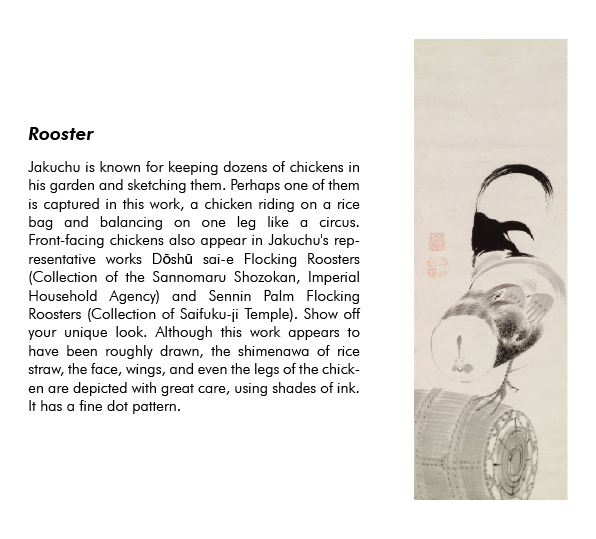 Rooster
Jakuchu is known for keeping dozens of chickens in
his garden and sketching them. Perhaps one of them
is captured in this work, a chicken riding on a rice
bag and balancing on one leg like a circus.
Front-facing chickens also appear in Jakuchu's rep-
resentative works Dōshū sai-e Flocking Roosters
(Collection of the Sannomaru Shozokan, Imperial
Household Agency) and Sennin Palm Flocking
Roosters (Collection of Saifuku-ji Temple). Show off
your unique look. Although this work appears to
have been roughly drawn, the shimenawa of rice
straw, the face, wings, and even the legs of the chick-
en are depicted with great care, using shades of ink.
It has a fine dot pattern.